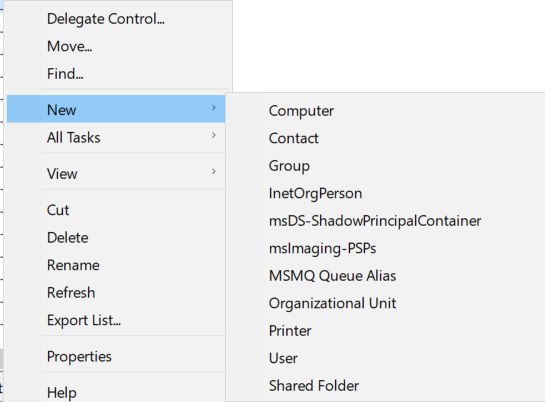 Delegate Control...
Move...
Find...
New
All Tasks
View
Cut
Delete
Rename
Refresh
Export List...
Properties
Help
Computer
Contact
Group
InetOrgPerson
msDS-ShadowPrincipalContainer
msImaging-PSPs
MSMQ Queue Alias
Organizational Unit
Printer
User
Shared Folder